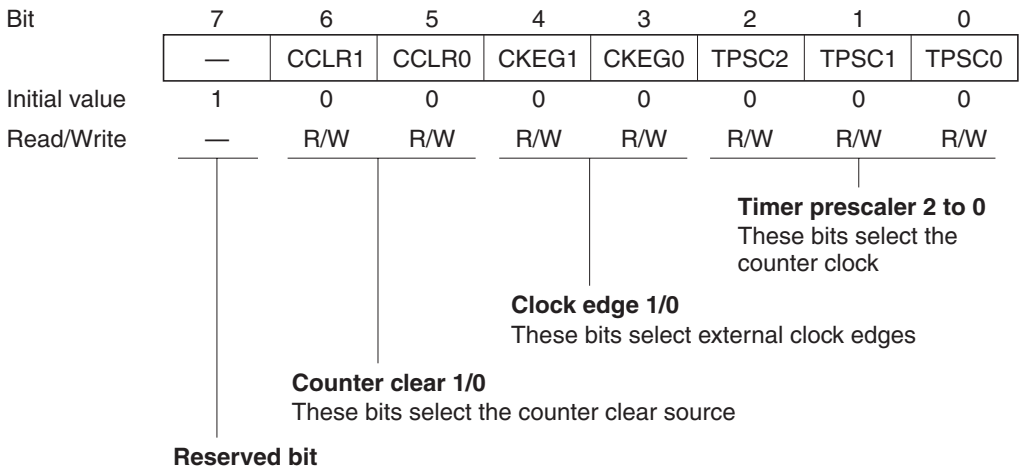 Bit 7 6 5 4 3 2 1 0
— CCLR1 CCLR0 CKEG1 CKEG0 TPSC2 TPSC1 TPSC0
Initial value 1 0 0 0 0 0 0 0
Read/Write — R/W R/W R/W R/W R/W R/W R/W
Timer prescaler 2 to 0
These bits select the
counter clock
Clock edge 1/0
These bits select external clock edges
Counter clear 1/0
These bits select the counter clear source
Reserved bit